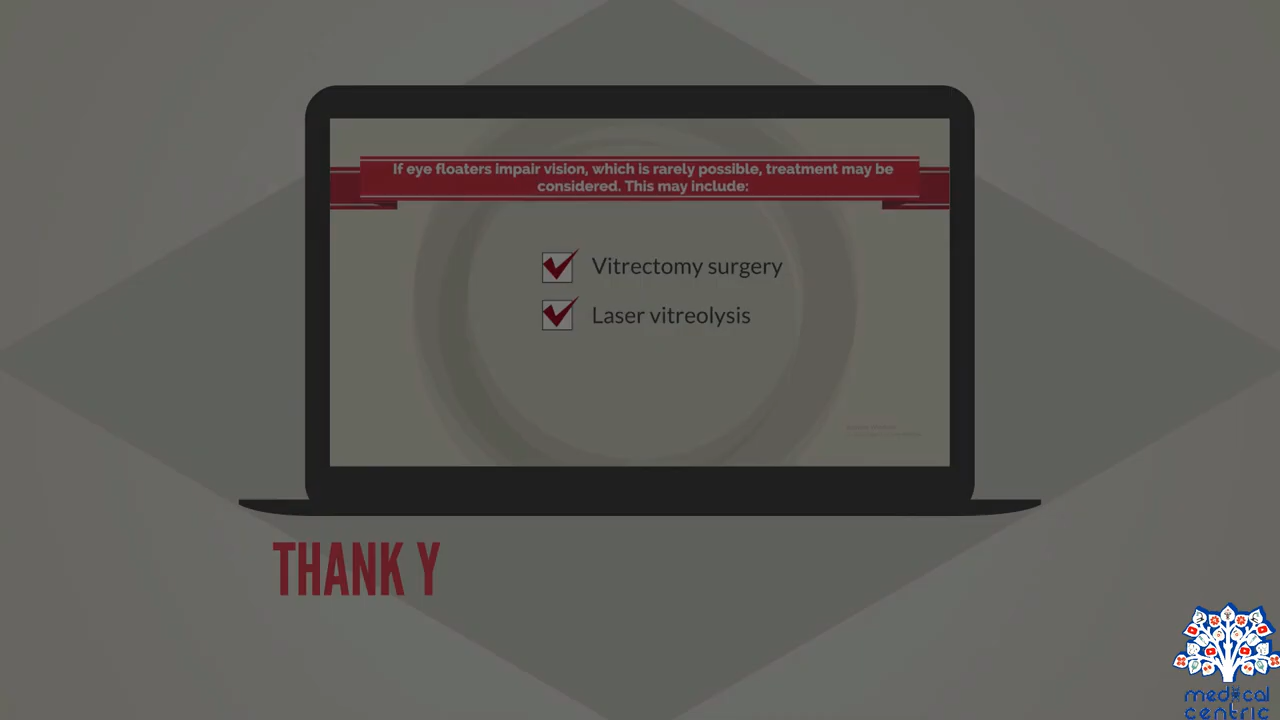 If eye floaters impair vision, which is rarely possible, treatment may be
considered. This may include:
Vitrectomy surgery
Laser vitreolysis
THANK Y
medical
centric